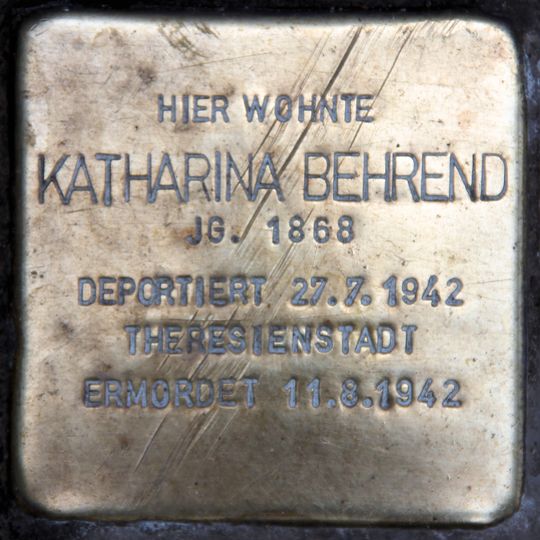 HIER WOHNTE
KATHARINA BEHREND
JG. 1868
DEPORTIERT 27.7.1942
THERESIENSTADT
ERMORDET 11.8.1942